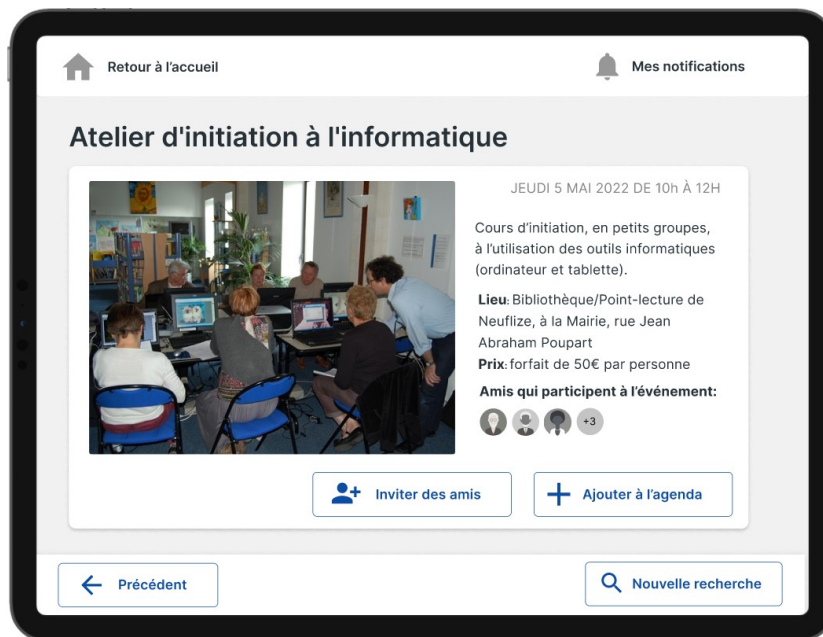 Retour à l'accueil
Mes notifications
Atelier d'initiation à l'informatique
JEUDI 5 MAI 2022 DE 10h À 12H
Cours d'initiation, en petits groupes,
à l'utilisation des outils informatiques
(ordinateur et tablette).
Lieu: Bibliothèque/Point-lecture de
Neuflize, à la Mairie, rue Jean
Abraham Poupart
Prix: forfait de 50€ par personne
Amis qui participent à l'événement:
+3
Inviter des amis
Ajouter à l'agenda
Précédent
Nouvelle recherche